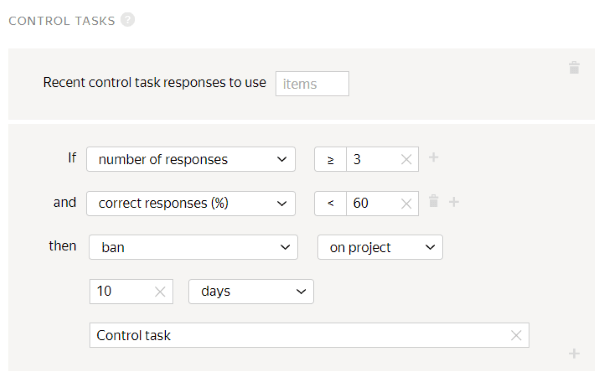 CONTROL TASKS ?
Recent control task responses to use items
If number of responses ≥ 3
and correct responses (%) < 60
then ban on project
10 days
Control task